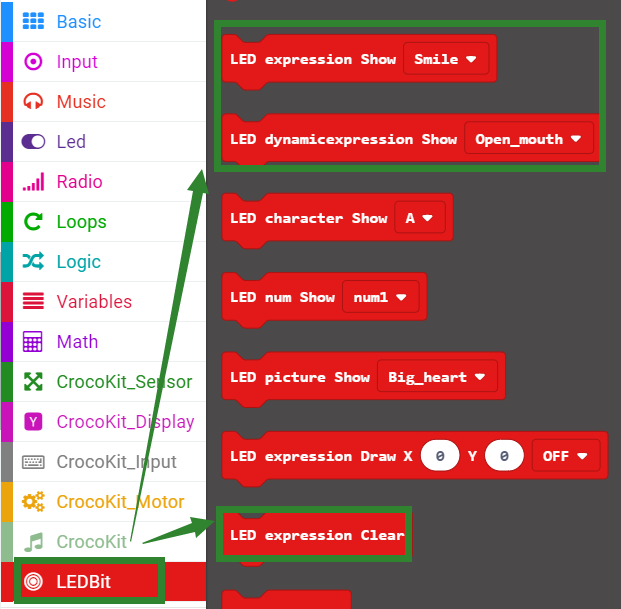 Basic
Input
Music
Led
Radio
Loops
Logic
Variables
Math
CrocoKit_Sensor
CrocoKit_Display
Y
CrocoKit_Input
CrocoKit_Motor
CrocoKit
LEDBit
LED expression Show Smile
LED dynamicexpression Show Open_mouth
LED character Show A
LED num Show num1
LED picture Show Big_heart
LED expression Draw X 0 Y 0 OFF
LED expression Clear